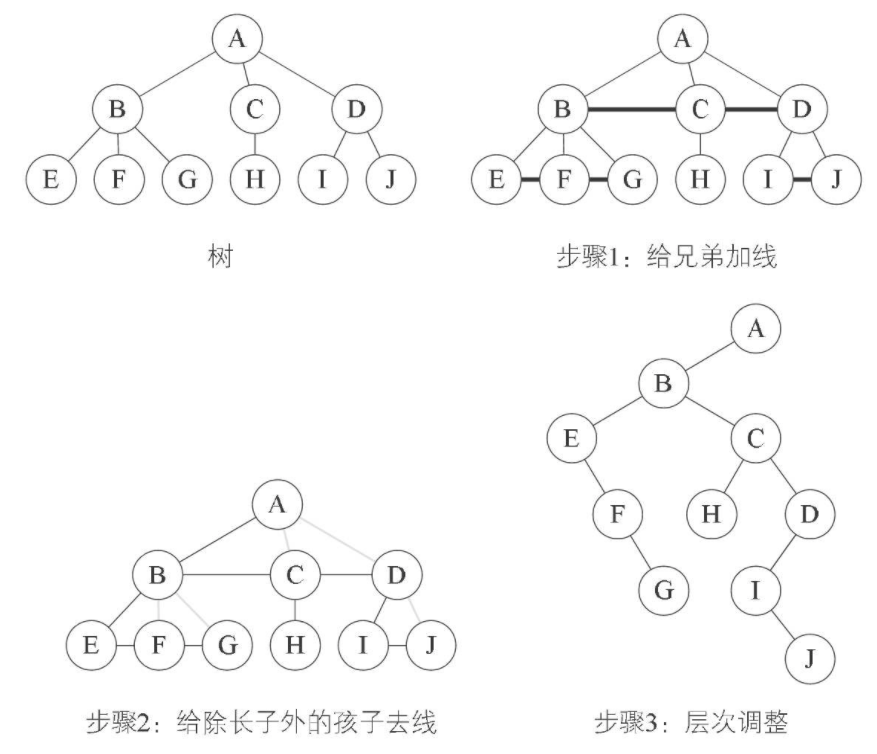 A
B C D
E F G H I J
树
A
B C D
E F G H I J
步骤1：给兄弟加线
A
B C D
E F G H I J
步骤2：给除长子外的孩子去线
A
B
E C
F H D
G I
J
步骤3：层次调整